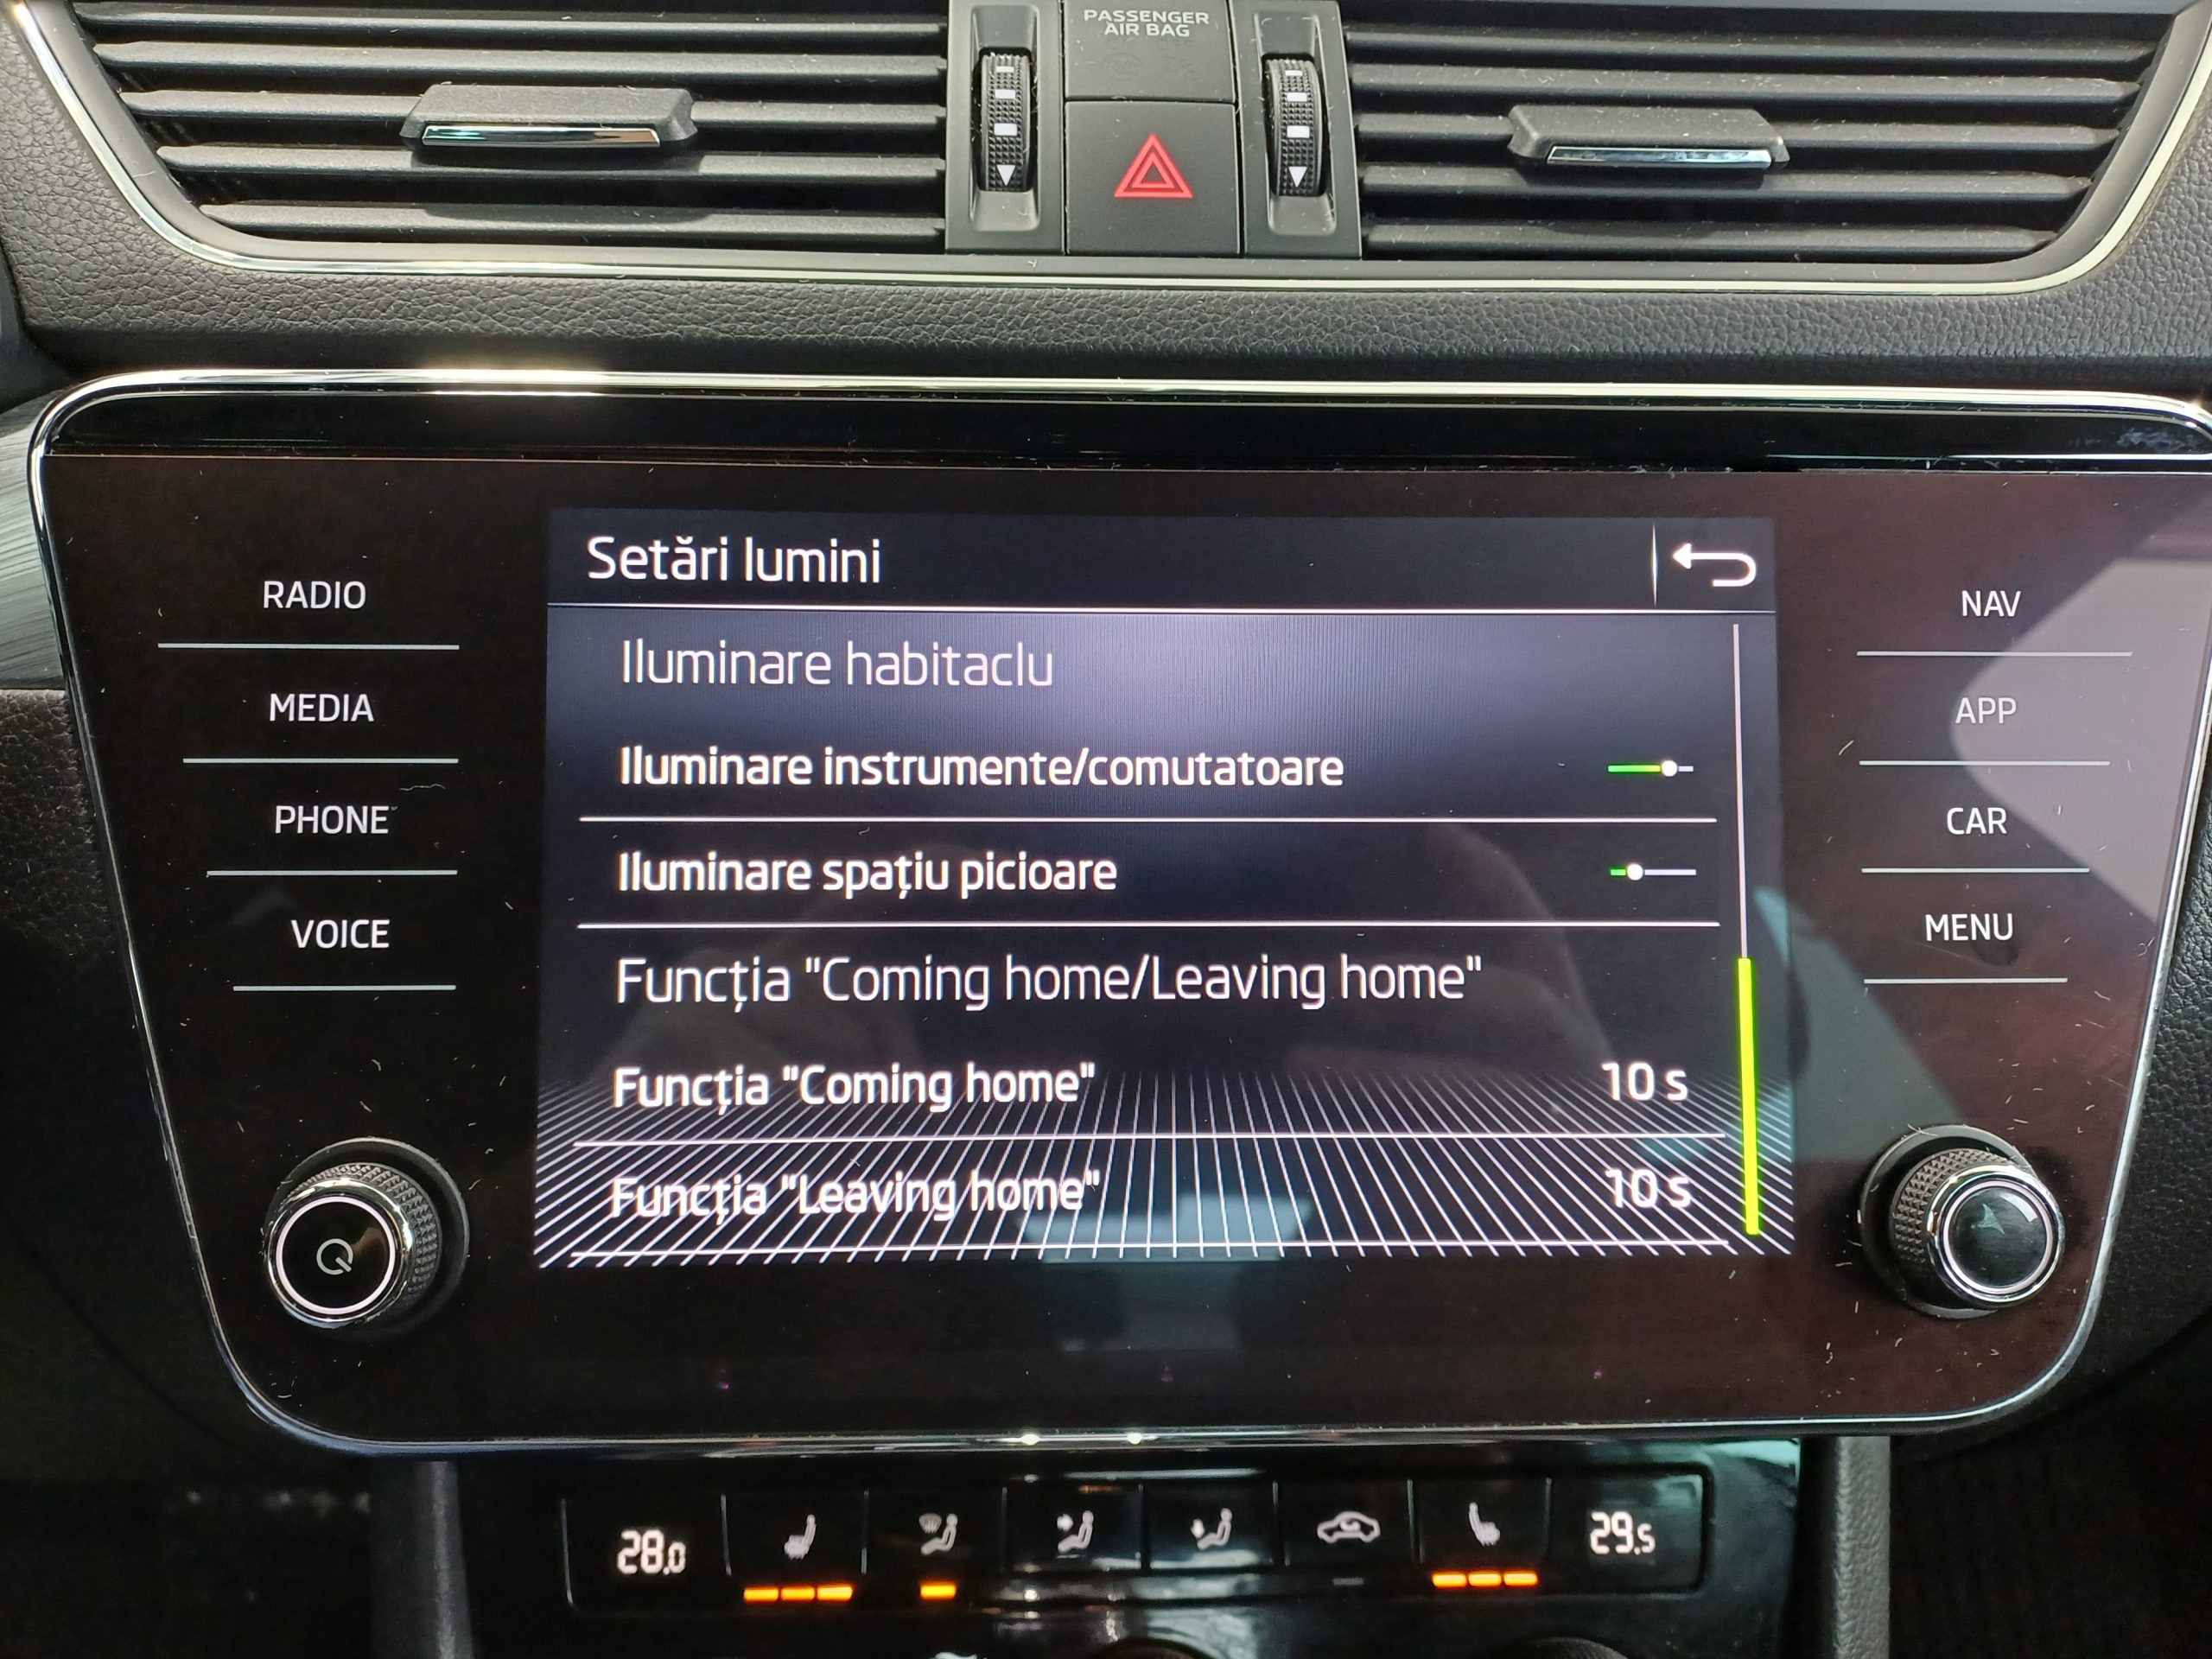 PASSENGER
AIR BAG
RADIO
MEDIA
PHONE
VOICE
Setări lumini
Iluminare habitaclu
Iluminare instrumente/comutatoare
Iluminare spațiu picioare
Funcția "Coming home/Leaving home"
Funcția "Coming home" 10 s
Funcția "Leaving home" 10 s
NAV
APP
CAR
MENU
28.0
29.5